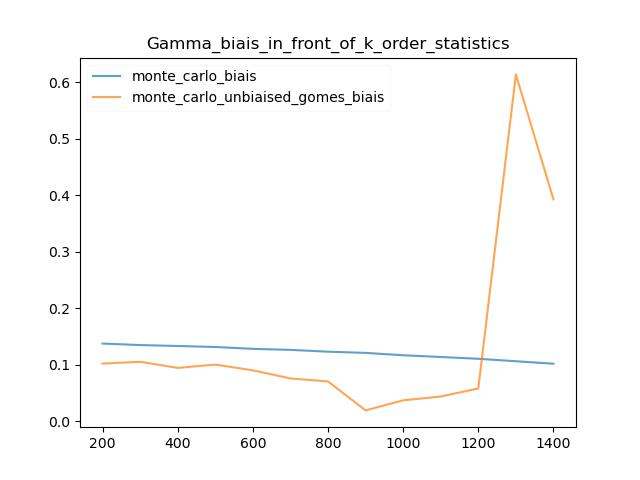 Gamma_biais_in_front_of_k_order_statistics
monte_carlo_biais
monte_carlo_unbiaised_gomes_biais
0.6
0.5
0.4
0.3
0.2
0.1
0.0
200 400 600 800 1000 1200 1400